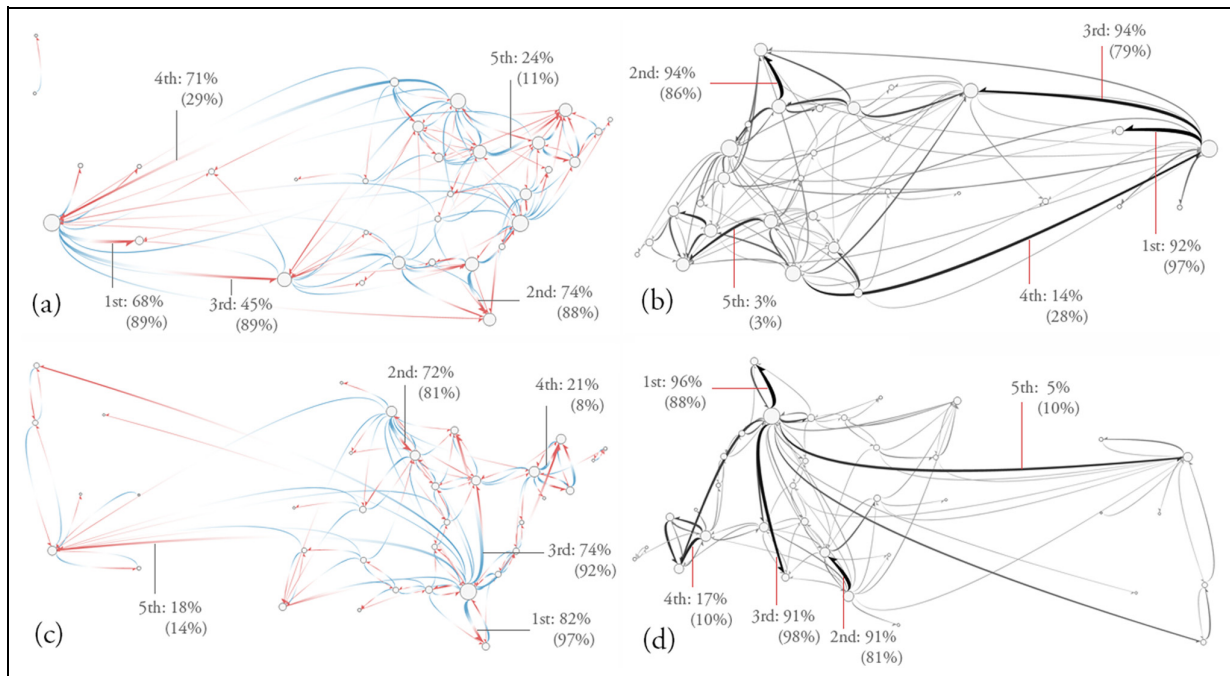 4th: 71%
(29%)
5th: 24%
(11%)
1st: 68%
(89%)
3rd: 45%
(89%)
2nd: 74%
(88%)
(a)
3rd: 94%
(79%)
2nd: 94%
(86%)
1st: 92%
(97%)
5th: 3%
(3%)
4th: 14%
(28%)
(b)
2nd: 72%
(81%)
4th: 21%
(8%)
3rd: 74%
(92%)
5th: 18%
(14%)
1st: 82%
(97%)
(c)
1st: 96%
(88%)
5th: 5%
(10%)
4th: 17%
(10%)
3rd: 91%
(98%)
2nd: 91%
(81%)
(d)